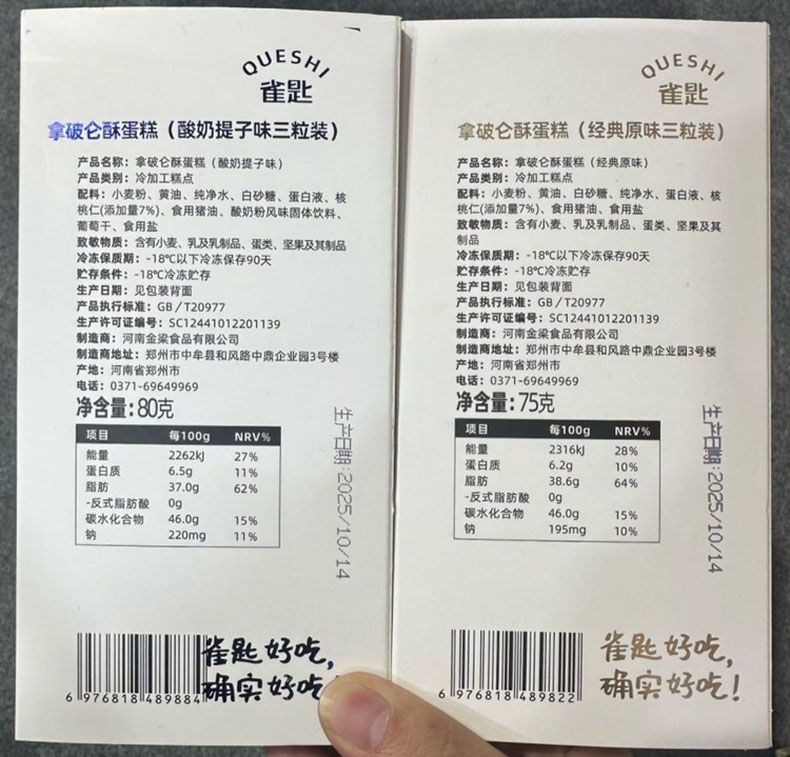 QUESHI
雀匙
拿破仑酥蛋糕（酸奶提子味三粒装）
产品名称：拿破仑酥蛋糕（酸奶提子味）
产品类别：冷加工糕点
配料：小麦粉、黄油、纯净水、白砂糖、蛋白液、核
桃仁(添加量7%)、食用猪油、酸奶粉风味固体饮料、
葡萄干、食用盐
致敏物质：含有小麦、乳及乳制品、蛋类、坚果及其制品
冷冻保质期：-18℃以下冷冻保存90天
贮存条件：-18℃冷冻贮存
生产日期：见包装背面
产品执行标准：GB/T20977
生产许可证编号：SC12441012201139
制造商：河南金梁食品有限公司
制造商地址：郑州市中牟县和风路中鼎企业园3号楼
产地：河南省郑州市
电话：0371-69649969
净含量：80克
项目 每100g NRV%
能量 2262kJ 27%
蛋白质 6.5g 11%
脂肪 37.0g 62%
-反式脂肪酸 0g
碳水化合物 46.0g 15%
钠 220mg 11%
生产日期:2025/10/14
6 976818 489884
雀匙好吃，
确实好吃
QUESHI
雀匙
拿破仑酥蛋糕（经典原味三粒装）
产品名称：拿破仑酥蛋糕（经典原味）
产品类别：冷加工糕点
配料：小麦粉、黄油、白砂糖、纯净水、蛋白液、核
桃仁(添加量7%)、食用猪油、食用盐
致敏物质：含有小麦、乳及乳制品、蛋类、坚果及其
制品
冷冻保质期：-18℃以下冷冻保存90天
贮存条件：-18℃冷冻贮存
生产日期：见包装背面
产品执行标准：GB/T20977
生产许可证编号：SC12441012201139
制造商：河南金梁食品有限公司
制造商地址：郑州市中牟县和风路中鼎企业园3号楼
产地：河南省郑州市
电话：0371-69649969
净含量：75克
项目 每100g NRV%
能量 2316kJ 28%
蛋白质 6.2g 10%
脂肪 38.6g 64%
-反式脂肪酸 0g
碳水化合物 46.0g 15%
钠 195mg 10%
生产日期:2025/10/14
6 976818 489822
雀匙好吃，
确实好吃！